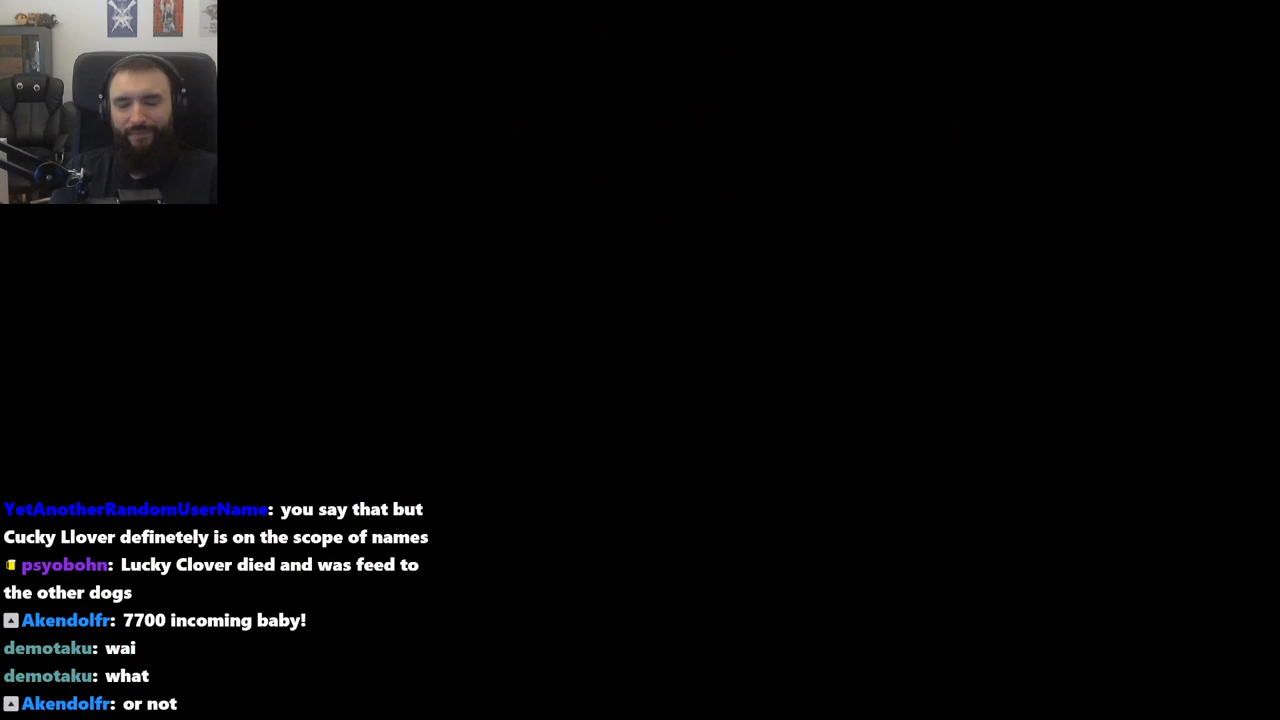 YetAnotherRandomUserName: you say that but
Cucky Llover definetely is on the scope of names
psyobohn: Lucky Clover died and was feed to
the other dogs
Akendolfr: 7700 incoming baby!
demotaku: wai
demotaku: what
Akendolfr: or not